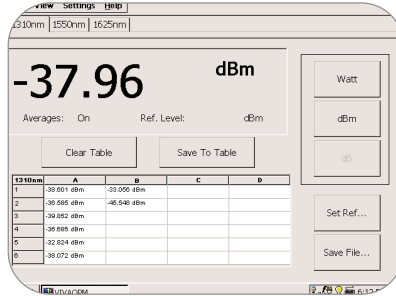 View Settings Help
1310nm 1550nm 1625nm
-37.96 dBm
Averages: On Ref. Level: dBm
Watt
dBm
dB
Clear Table Save To Table
1310nm A B C D
1 -38.601 dBm -33.056 dBm
2 -36.585 dBm -46.548 dBm
3 -39.852 dBm
4 -36.685 dBm
5 -32.824 dBm
6 -38.072 dBm
Set Ref...
Save File...
VIVAOPM